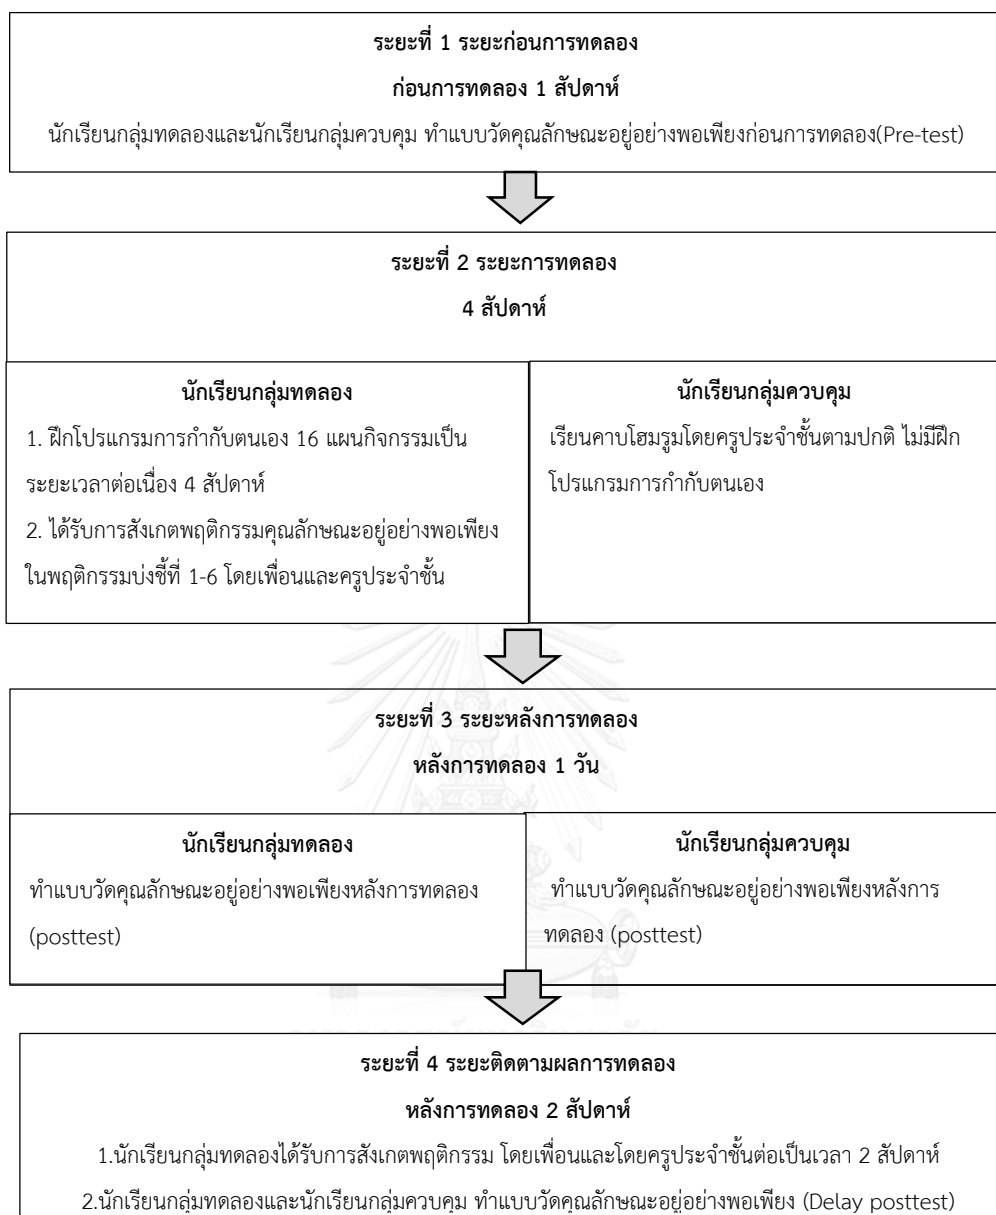 ระยะที่ 1 ระยะก่อนการทดลอง
ก่อนการทดลอง 1 สัปดาห์
นักเรียนกลุ่มทดลองและนักเรียนกลุ่มควบคุม ทำแบบวัดคุณลักษณะอยู่อย่างพอเพียงก่อนการทดลอง(Pre-test)
ระยะที่ 2 ระยะการทดลอง
4 สัปดาห์
นักเรียนกลุ่มทดลอง
1. ฝึกโปรแกรมการกำกับตนเอง 16 แผนกิจกรรมเป็น
ระยะเวลาต่อเนื่อง 4 สัปดาห์
2. ได้รับการสังเกตพฤติกรรมคุณลักษณะอยู่อย่างพอเพียง
ในพฤติกรรมบ่งชี้ที่ 1-6 โดยเพื่อนและครูประจำชั้น
นักเรียนกลุ่มควบคุม
เรียนคาบโฮมรูมโดยครูประจำชั้นตามปกติ ไม่มีฝึก
โปรแกรมการกำกับตนเอง
ระยะที่ 3 ระยะหลังการทดลอง
หลังการทดลอง 1 วัน
นักเรียนกลุ่มทดลอง
ทำแบบวัดคุณลักษณะอยู่อย่างพอเพียงหลังการทดลอง
(posttest)
นักเรียนกลุ่มควบคุม
ทำแบบวัดคุณลักษณะอยู่อย่างพอเพียงหลังการ
ทดลอง (posttest)
ระยะที่ 4 ระยะติดตามผลการทดลอง
หลังการทดลอง 2 สัปดาห์
1.นักเรียนกลุ่มทดลองได้รับการสังเกตพฤติกรรม โดยเพื่อนและโดยครูประจำชั้นต่อเป็นเวลา 2 สัปดาห์
2.นักเรียนกลุ่มทดลองและนักเรียนกลุ่มควบคุม ทำแบบวัดคุณลักษณะอยู่อย่างพอเพียง (Delay posttest)